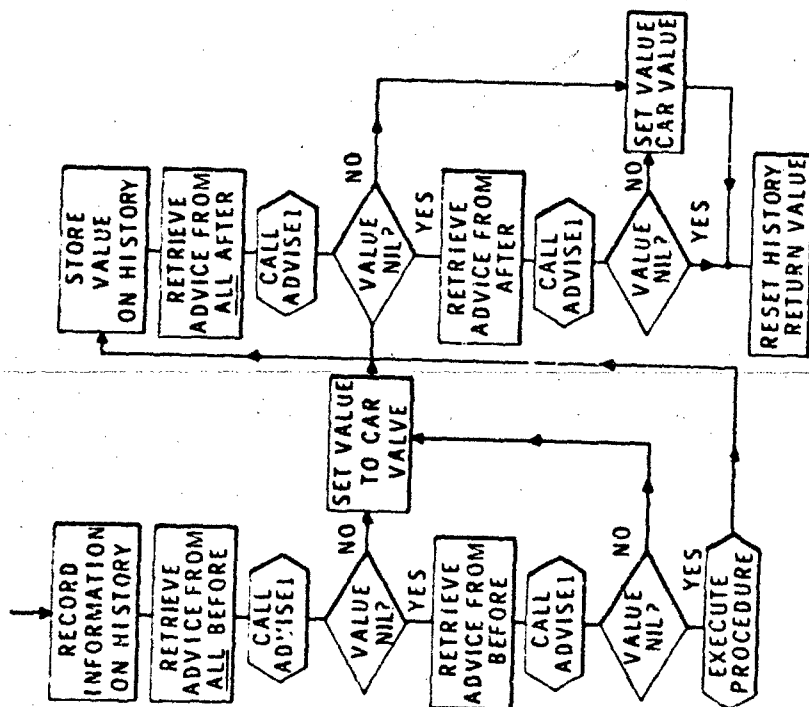 RECORD
INFORMATION
ON HISTORY
RETRIEVE
ADVICE FROM
ALL BEFORE
CALL
ADVISE1
VALUE
NIL?
NO
YES
RETRIEVE
ADVICE FROM
BEFORE
CALL
ADVISE1
VALUE
NIL?
NO
YES
EXECUTE
PROCEDURE
SET VALUE
TO CAR
VALVE
STORE
VALUE
ON HISTORY
RETRIEVE
ADVICE FROM
ALL AFTER
CALL
ADVISE1
VALUE
NIL?
NO
YES
RETRIEVE
ADVICE FROM
AFTER
CALL
ADVISE1
VALUE
NIL?
NO
YES
SET VALUE
CAR VALUE
RESET HISTORY
RETURN VALUE